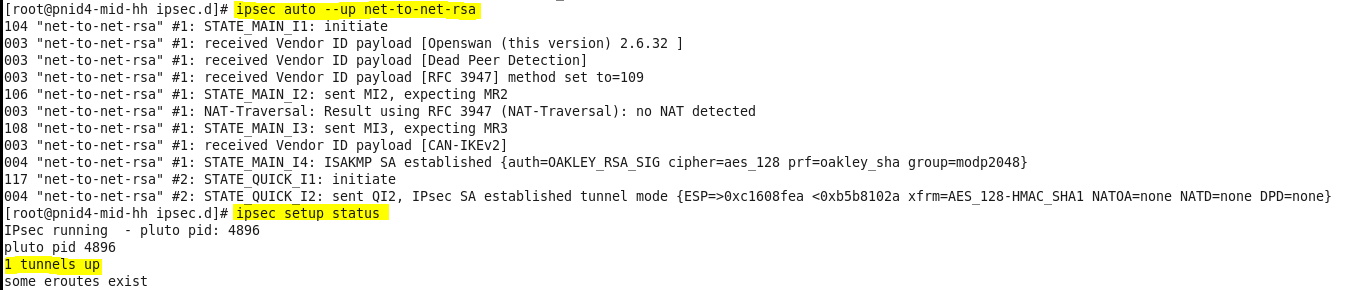 [root@pnid4-mid-hh ipsec.d]# ipsec auto --up net-to-net-rsa
104 "net-to-net-rsa" #1: STATE_MAIN_I1: initiate
003 "net-to-net-rsa" #1: received Vendor ID payload [Openswan (this version) 2.6.32 ]
003 "net-to-net-rsa" #1: received Vendor ID payload [Dead Peer Detection]
003 "net-to-net-rsa" #1: received Vendor ID payload [RFC 3947] method set to=109
106 "net-to-net-rsa" #1: STATE_MAIN_I2: sent MI2, expecting MR2
003 "net-to-net-rsa" #1: NAT-Traversal: Result using RFC 3947 (NAT-Traversal): no NAT detected
108 "net-to-net-rsa" #1: STATE_MAIN_I3: sent MI3, expecting MR3
003 "net-to-net-rsa" #1: received Vendor ID payload [CAN-IKEv2]
004 "net-to-net-rsa" #1: STATE_MAIN_I4: ISAKMP SA established {auth=OAKLEY_RSA_SIG cipher=aes_128 prf=oakley_sha group=modp2048}
117 "net-to-net-rsa" #2: STATE_QUICK_I1: initiate
004 "net-to-net-rsa" #2: STATE_QUICK_I2: sent QI2, IPsec SA established tunnel mode {ESP=>0xc1608fea <0xb5b8102a xfrm=AES_128-HMAC_SHA1 NATOA=none NATD=none DPD=none}
[root@pnid4-mid-hh ipsec.d]# ipsec setup status
IPsec running  - pluto pid: 4896
pluto pid 4896
1 tunnels up
some eroutes exist